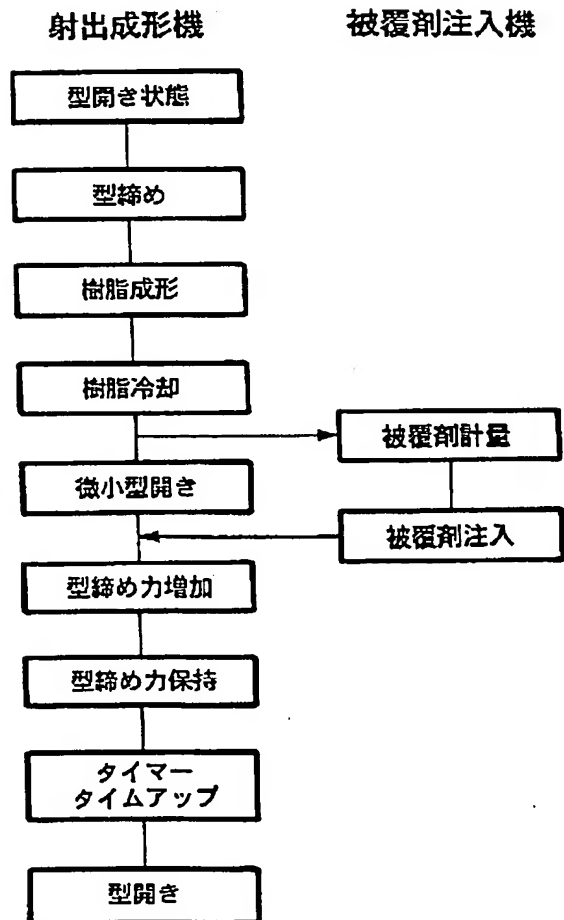 射出成形機
被覆剤注入機
型開き状態
型締め
樹脂成形
樹脂冷却
被覆剤計量
微小型開き
被覆剤注入
型締め力増加
型締め力保持
タイマー
タイムアップ
型開き